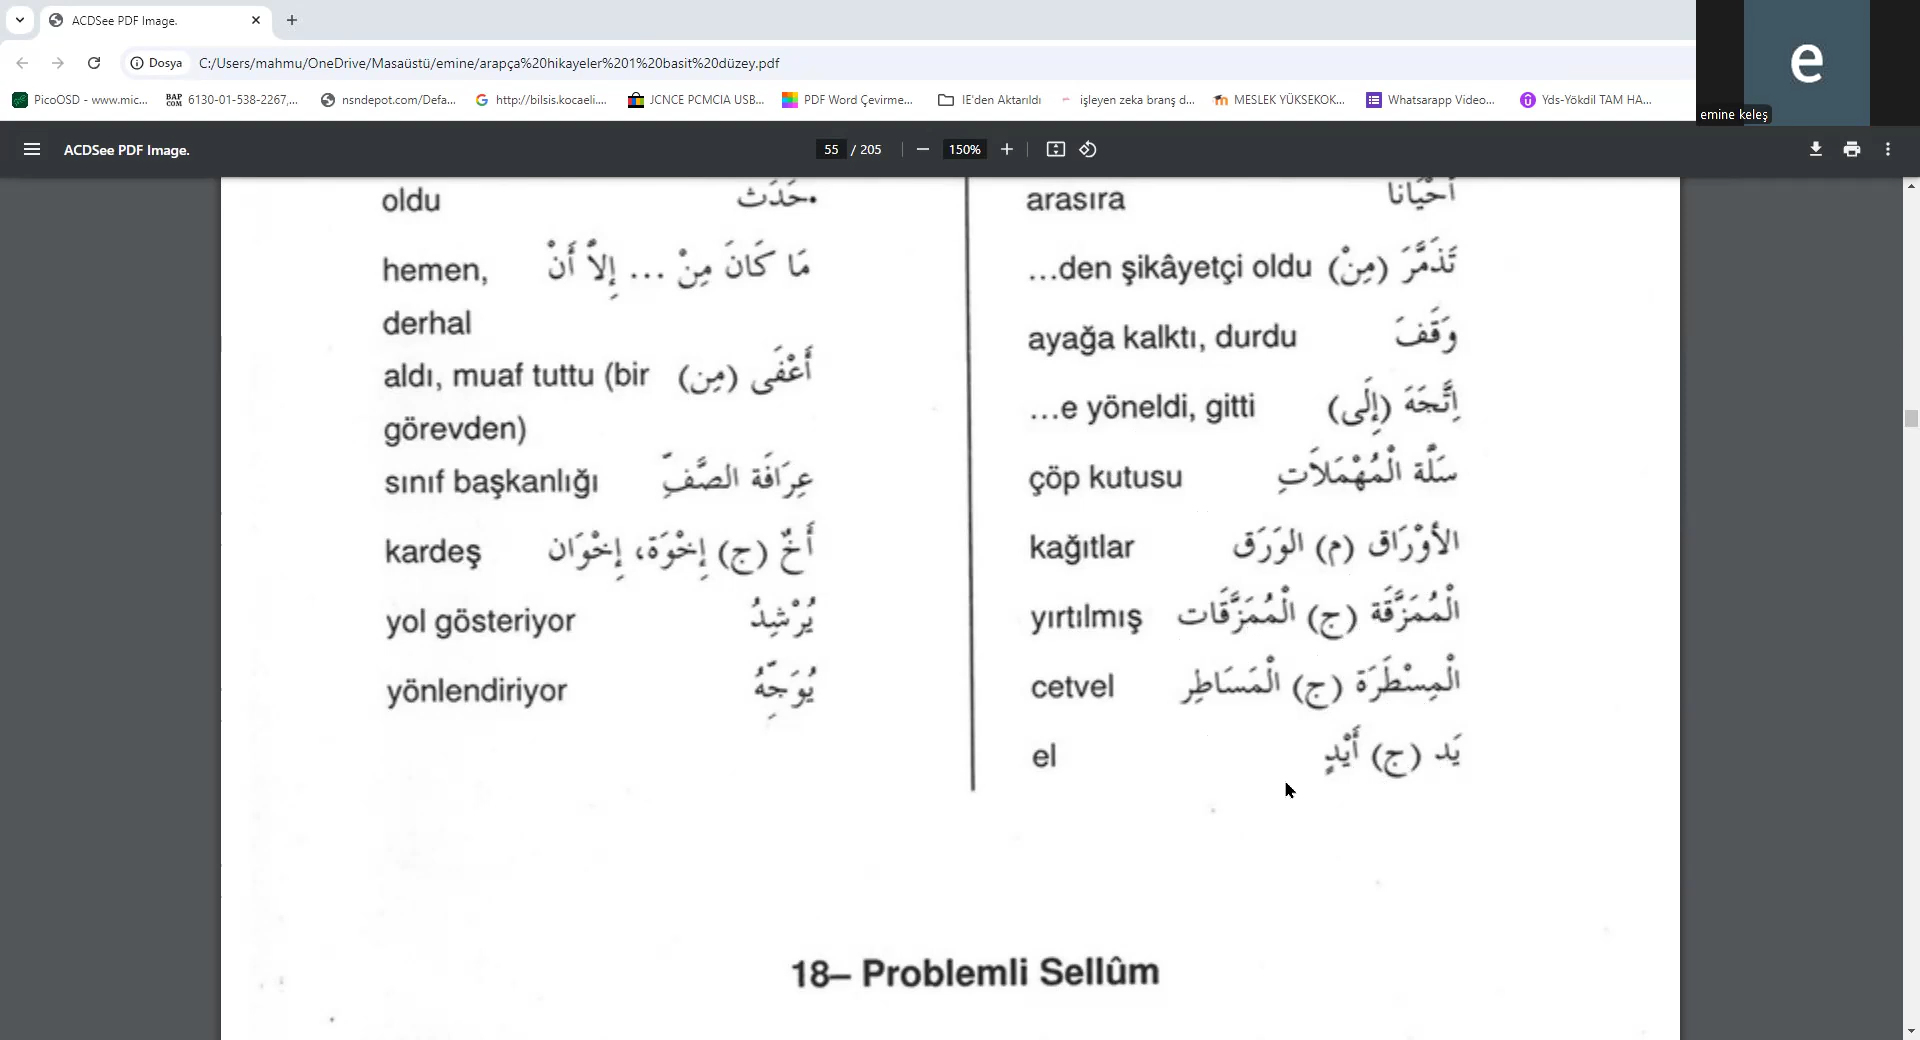 ACDSee PDF Image.
Dosya C:/Users/mahmu/OneDrive/Masaüstü/emine/arapça%20hikayeler%201%20basit%20düzey.pdf
PicoOSD - www.mic... BAP COM 6130-01-538-2267,... nsndepot.com/Defa... http://bilsis.kocaeli.... JCNCE PCMCIA USB... PDF Word Çevirme... IE'den Aktarıldı işleyen zeka branş d... MESLEK YÜKSEKOK... Whatsarapp Video... Yds-Yökdil TAM HA...
e
emine keleş
ACDSee PDF Image. 55 / 205 150%
oldu حَدَثَ
hemen, مَا كَانَ مِنْ ... إِلاَّ أَنْ
derhal
aldı, muaf tuttu (bir أَعْفَى (مِن)
görevden)
sınıf başkanlığı عِرَافَة الصَّفِّ
kardeş أَخٌ (ج) إِخْوَة، إِخْوَان
yol gösteriyor يُرْشِدُ
yönlendiriyor يُوَجِّهُ
arasıra أَحْيَانًا
...den şikâyetçi oldu تَذَمَّرَ (مِنْ)
ayağa kalktı, durdu وَقَفَ
...e yöneldi, gitti اِتَّجَهَ (إِلَى)
çöp kutusu سَلَّة الْمُهْمَلاَتِ
kağıtlar الأَوْرَاق (م) الوَرَق
yırtılmış الْمُمَزَّقَة (ج) الْمُمَزَّقَات
cetvel الْمِسْطَرَة (ج) الْمَسَاطِر
el يَد (ج) أَيْدٍ
18– Problemli Sellûm